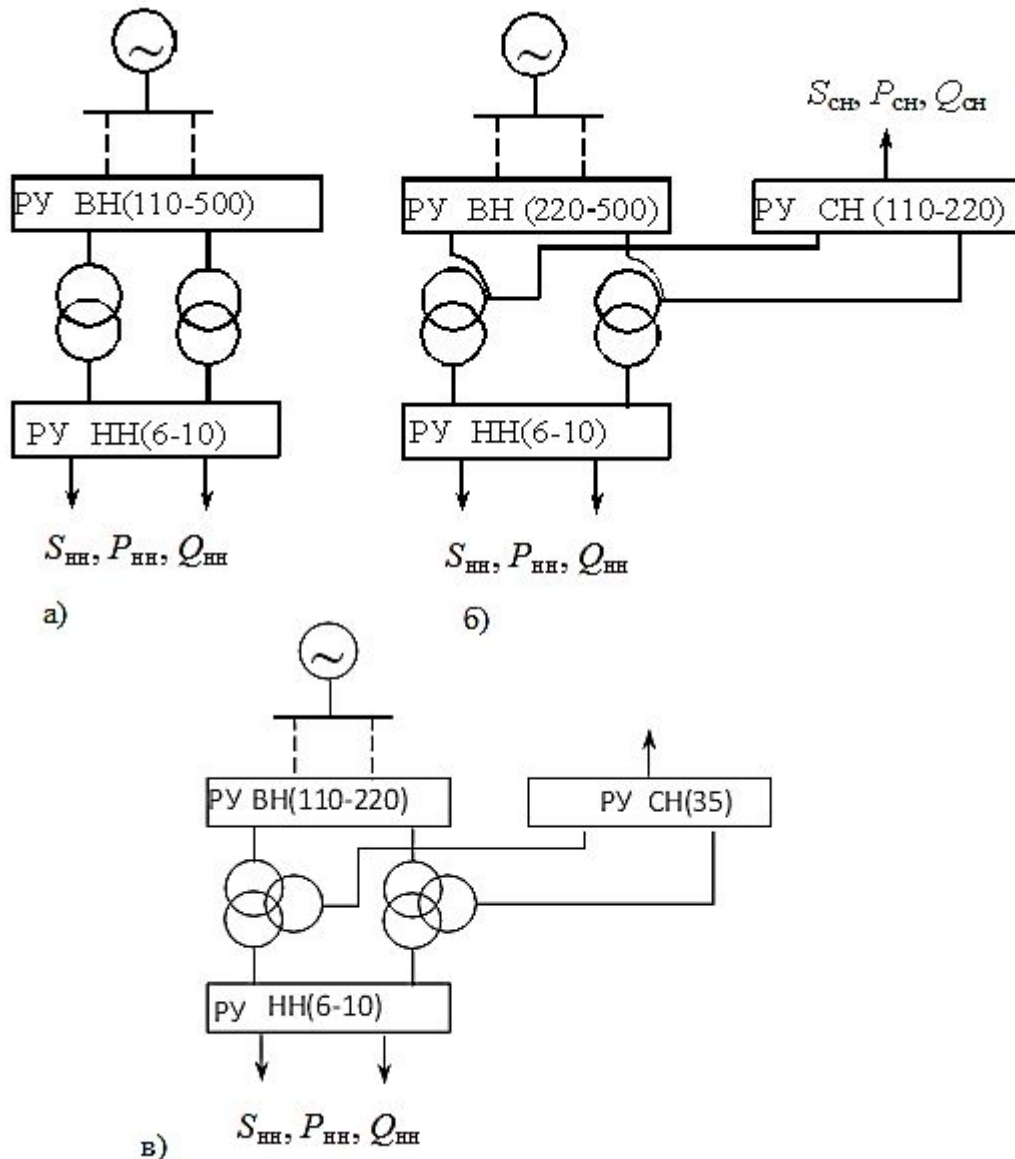 S_СН, P_СН, Q_СН
РУ ВН(110-500)
РУ ВН (220-500)
РУ СН (110-220)
РУ НН(6-10)
РУ НН(6-10)
S_НН, P_НН, Q_НН
S_НН, P_НН, Q_НН
а)
б)
РУ ВН(110-220)
РУ СН(35)
РУ НН(6-10)
S_НН, P_НН, Q_НН
в)